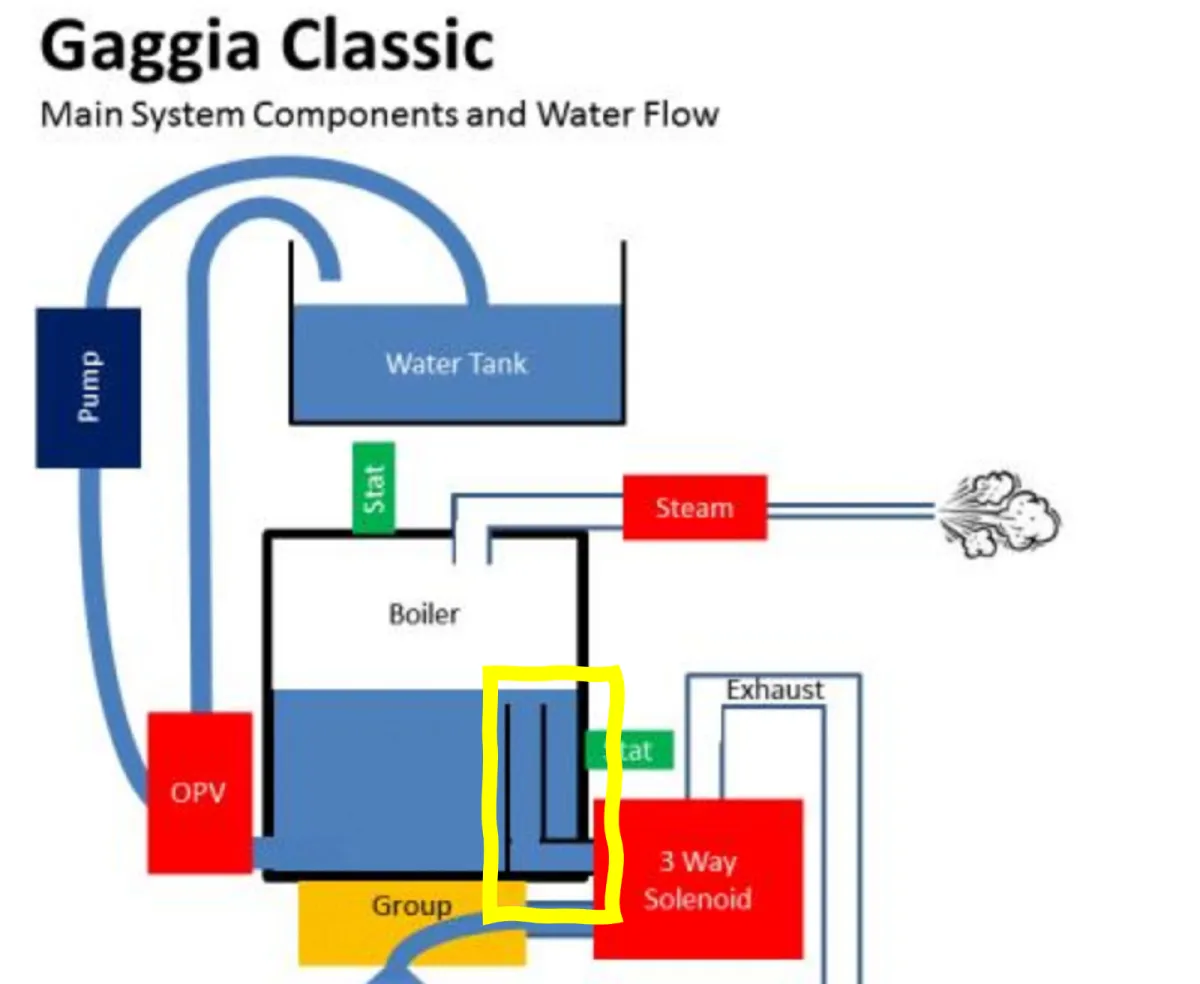 Gaggia Classic
Main System Components and Water Flow
Pump
Water Tank
Stat
Steam
Boiler
Exhaust
Stat
OPV
3 Way
Solenoid
Group